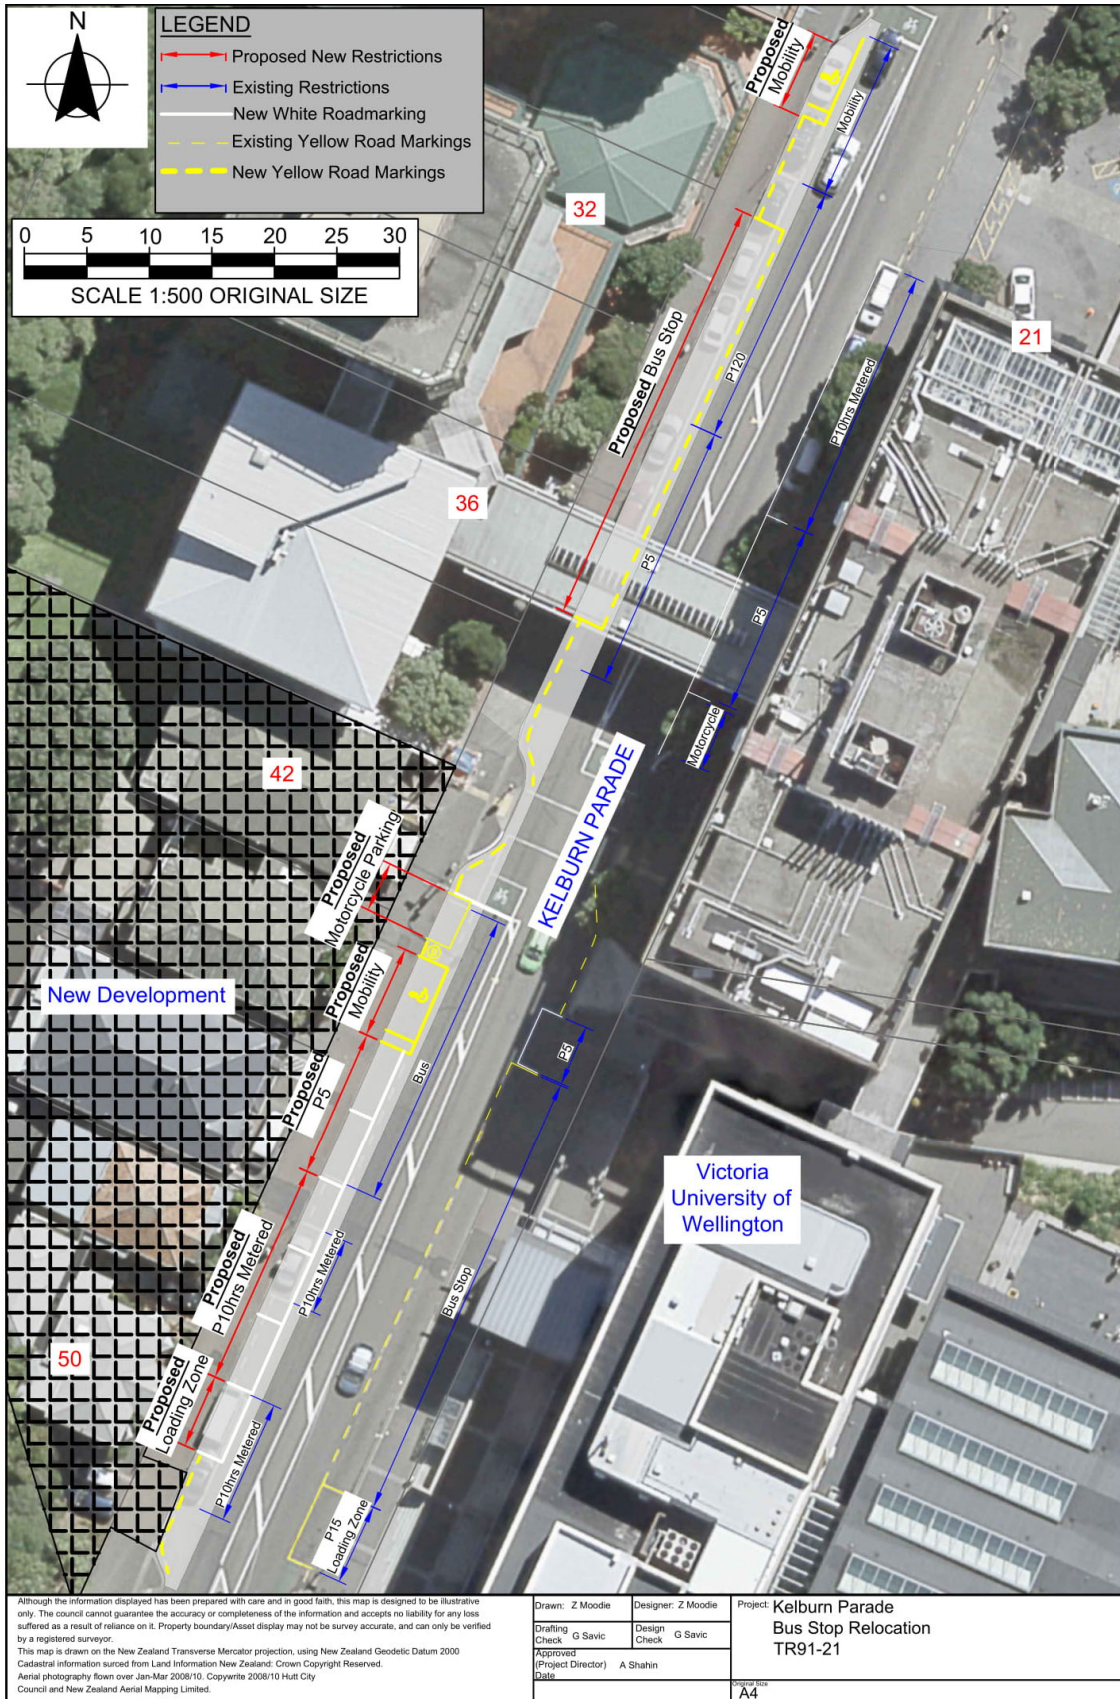 N
LEGEND
Proposed New Restrictions
Existing Restrictions
New White Roadmarking
Existing Yellow Road Markings
New Yellow Road Markings
0 5 10 15 20 25 30
SCALE 1:500 ORIGINAL SIZE
Proposed
Mobility
Mobility
32
21
Proposed Bus Stop
P120
P10hrs Metered
36
P5
P5
Motorcycle
42
KELBURN PARADE
Proposed
Motorcycle Parking
New Development
Proposed
Mobility
Bus
P5
Proposed
P5
Victoria
University of
Wellington
Proposed
P10hrs Metered
P10hrs Metered
Bus Stop
50
Proposed
Loading Zone
P10hrs Metered
P15
Loading Zone
Although the information displayed has been prepared with care and in good faith, this map is designed to be illustrative
only. The council cannot guarantee the accuracy or completeness of the information and accepts no liability for any loss
suffered as a result of reliance on it. Property boundary/Asset display may not be survey accurate, and can only be verified
by a registered surveyor.
This map is drawn on the New Zealand Transverse Mercator projection, using New Zealand Geodetic Datum 2000
Cadastral information surced from Land Information New Zealand: Crown Copyright Reserved.
Aerial photography flown over Jan-Mar 2008/10. Copywrite 2008/10 Hutt City
Council and New Zealand Aerial Mapping Limited.
Drawn: Z Moodie
Designer: Z Moodie
Drafting
Check G Savic
Design
Check G Savic
Approved
(Project Director) A Shahin
Date
Project: Kelburn Parade
Bus Stop Relocation
TR91-21
Original Size
A4